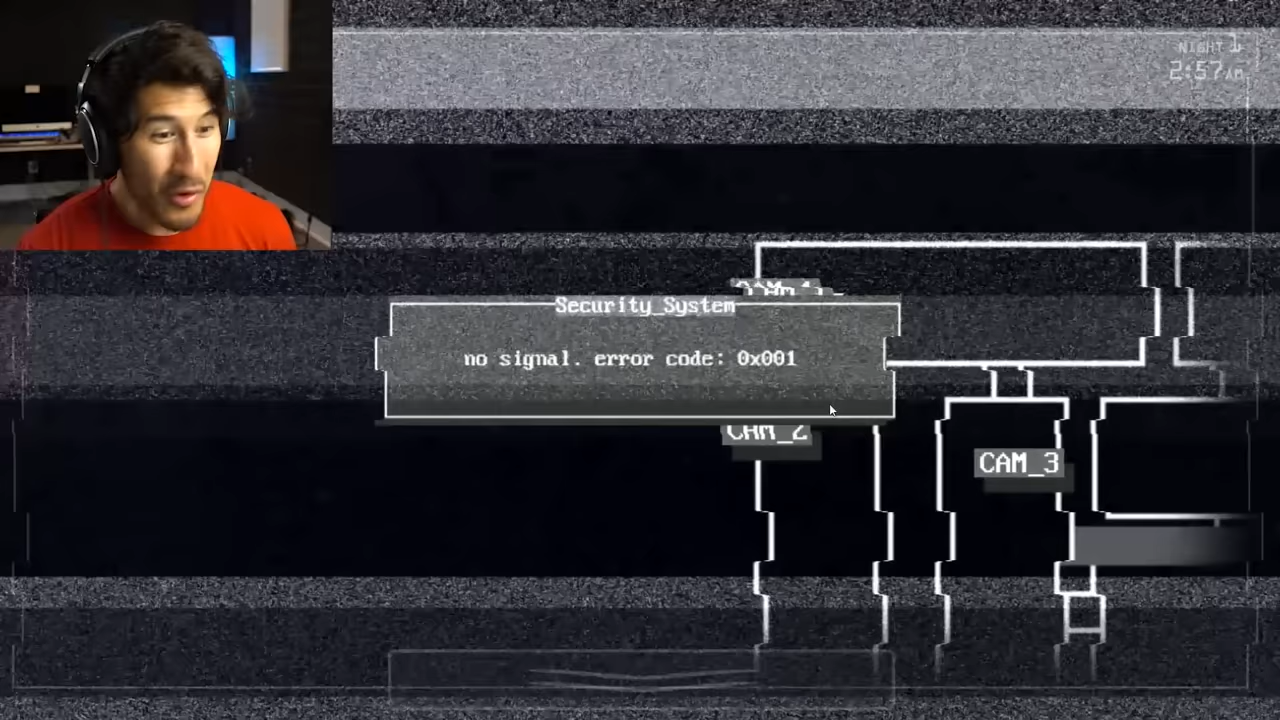 NIGHT 1
2:57AM
Security_System
no signal. error code: 0x001
CAM_2
CAM_3